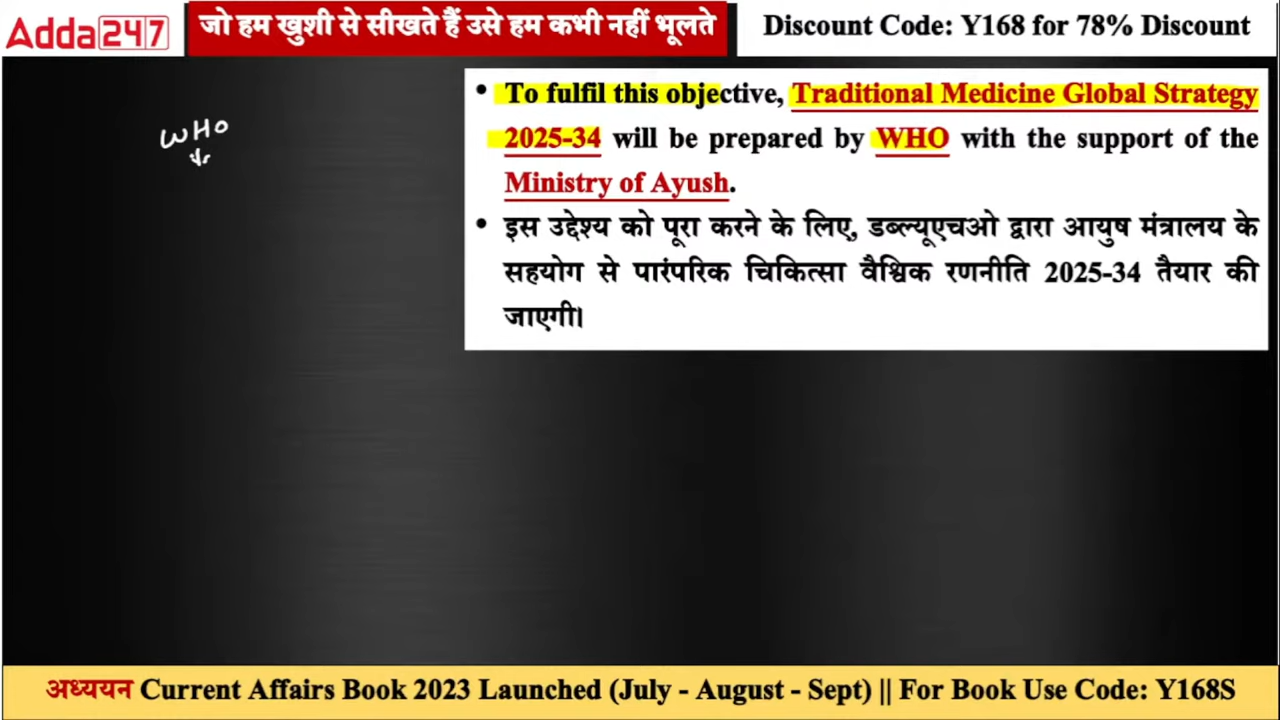 Adda247
जो हम खुशी से सीखते हैं उसे हम कभी नहीं भूलते
Discount Code: Y168 for 78% Discount
WHO
• To fulfil this objective, Traditional Medicine Global Strategy
2025-34 will be prepared by WHO with the support of the
Ministry of Ayush.
• इस उद्देश्य को पूरा करने के लिए, डब्ल्यूएचओ द्वारा आयुष मंत्रालय के
सहयोग से पारंपरिक चिकित्सा वैश्विक रणनीति 2025-34 तैयार की
जाएगी।
अध्ययन Current Affairs Book 2023 Launched (July - August - Sept) || For Book Use Code: Y168S